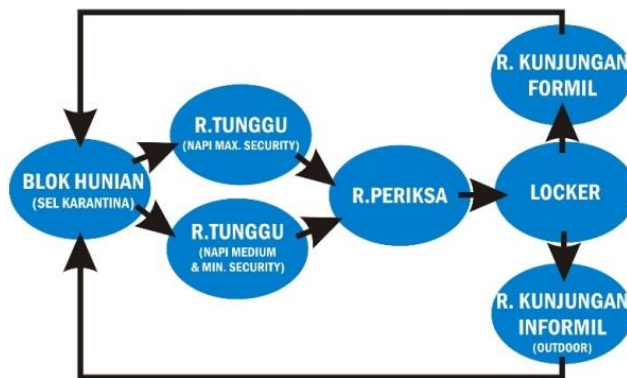 BLOK HUNIAN
(SEL KARANTINA)
R.TUNGGU
(NAPI MAX. SECURITY)
R.TUNGGU
(NAPI MEDIUM
& MIN. SECURITY)
R.PERIKSA
LOCKER
R. KUNJUNGAN
FORMIL
R. KUNJUNGAN
INFORMIL
(OUTDOOR)